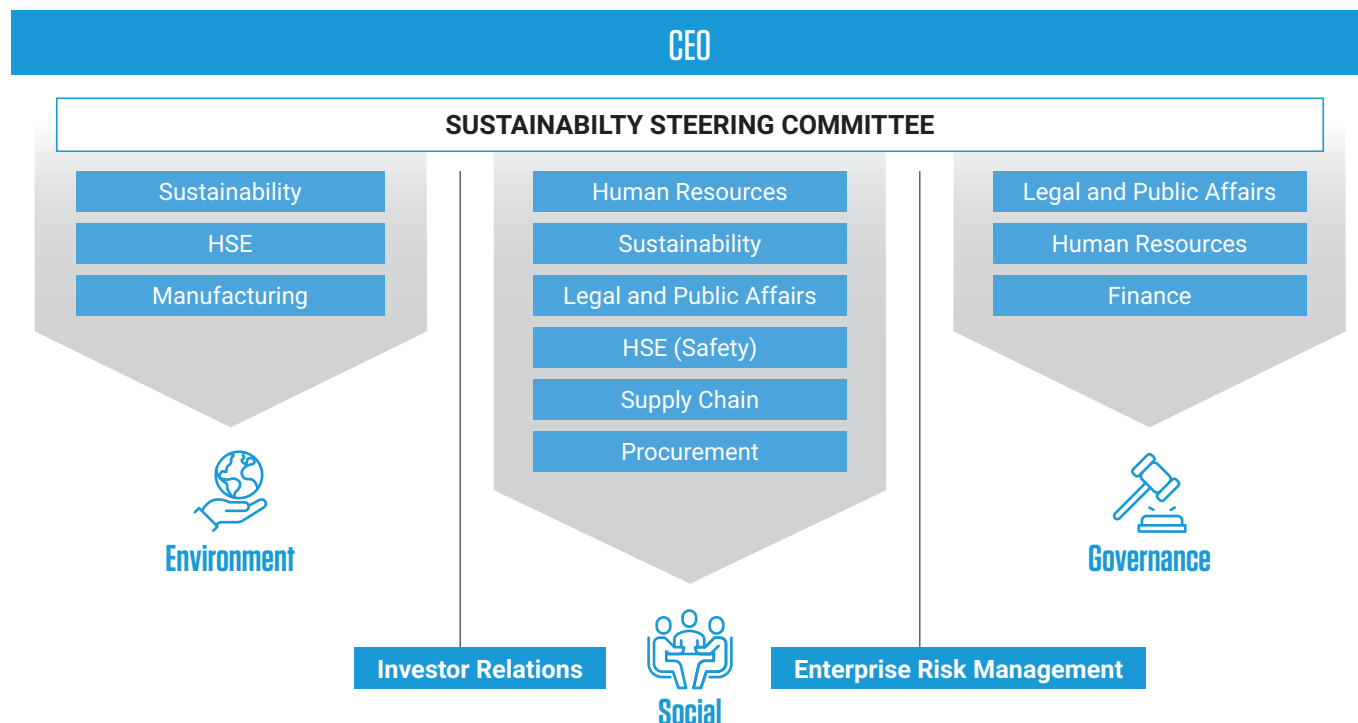 CEO
SUSTAINABILTY STEERING COMMITTEE
Sustainability
HSE
Manufacturing
Environment
Human Resources
Sustainability
Legal and Public Affairs
HSE (Safety)
Supply Chain
Procurement
Social
Legal and Public Affairs
Human Resources
Finance
Governance
Investor Relations
Enterprise Risk Management